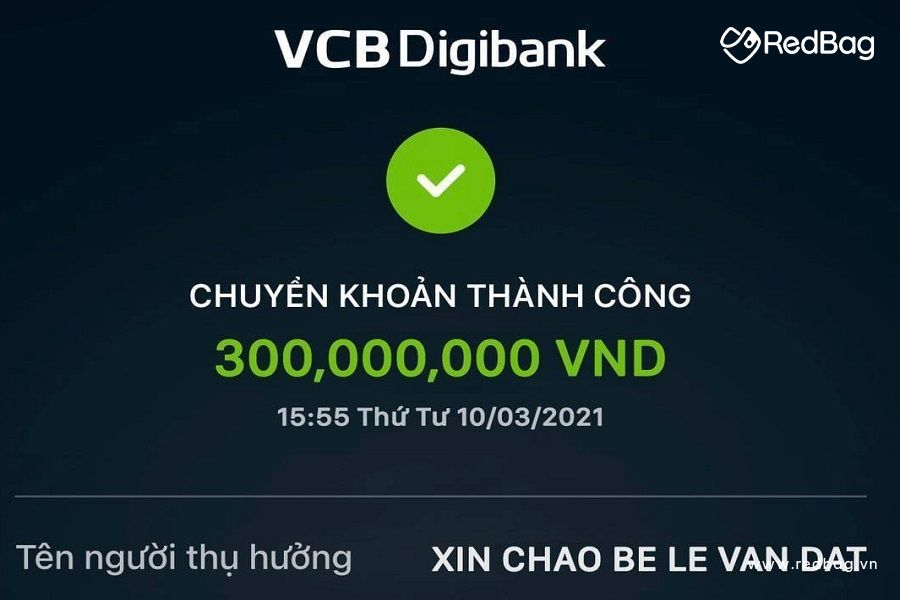 VCB Digibank
RedBag
CHUYỂN KHOẢN THÀNH CÔNG
300,000,000 VND
15:55 Thứ Tư 10/03/2021
Tên người thụ hưởng
XIN CHAO BE LE VAN DAT
www.redbag.vn